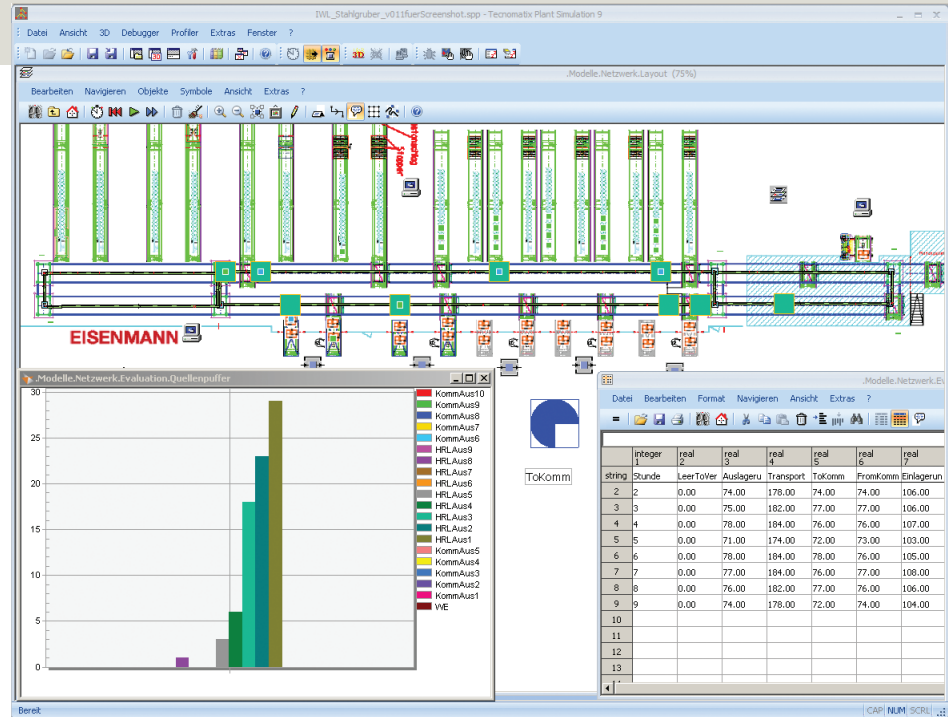 IWL_Stahlgruber_v011fuerScreenshot.spp - Tecnomatix Plant Simulation 9
Datei Ansicht 3D Debugger Profiler Extras Fenster ?
3D
.Modelle.Netzwerk.Layout (75%)
Bearbeiten Navigieren Objekte Symbole Ansicht Extras ?
Stopper
EISENMANN
.Modelle.Netzwerk.Evaluation.Quellenpuffer
30
25
20
15
10
5
0
KommAus10
KommAus9
KommAus8
KommAus7
KommAus6
HRLAus9
HRLAus8
HRLAus7
HRLAus6
HRLAus5
HRLAus4
HRLAus3
HRLAus2
HRLAus1
KommAus5
KommAus4
KommAus3
KommAus2
KommAus1
WE
ToKomm
.Modelle.Netzwerk.Ev
Datei Bearbeiten Format Navigieren Ansicht Extras ?
integer real real real real real real
1 2 3 4 5 6 7
string Stunde LeerToVer Auslageru Transport ToKomm FromKomm Einlagerun
2 2 0.00 74.00 178.00 74.00 74.00 106.00
3 3 0.00 75.00 182.00 77.00 77.00 106.00
4 4 0.00 78.00 184.00 76.00 76.00 107.00
5 5 0.00 71.00 174.00 72.00 73.00 103.00
6 6 0.00 78.00 184.00 78.00 76.00 105.00
7 7 0.00 77.00 184.00 76.00 77.00 108.00
8 8 0.00 76.00 182.00 77.00 76.00 106.00
9 9 0.00 74.00 178.00 72.00 74.00 104.00
10
11
12
13
Bereit
CAP NUM SCRL